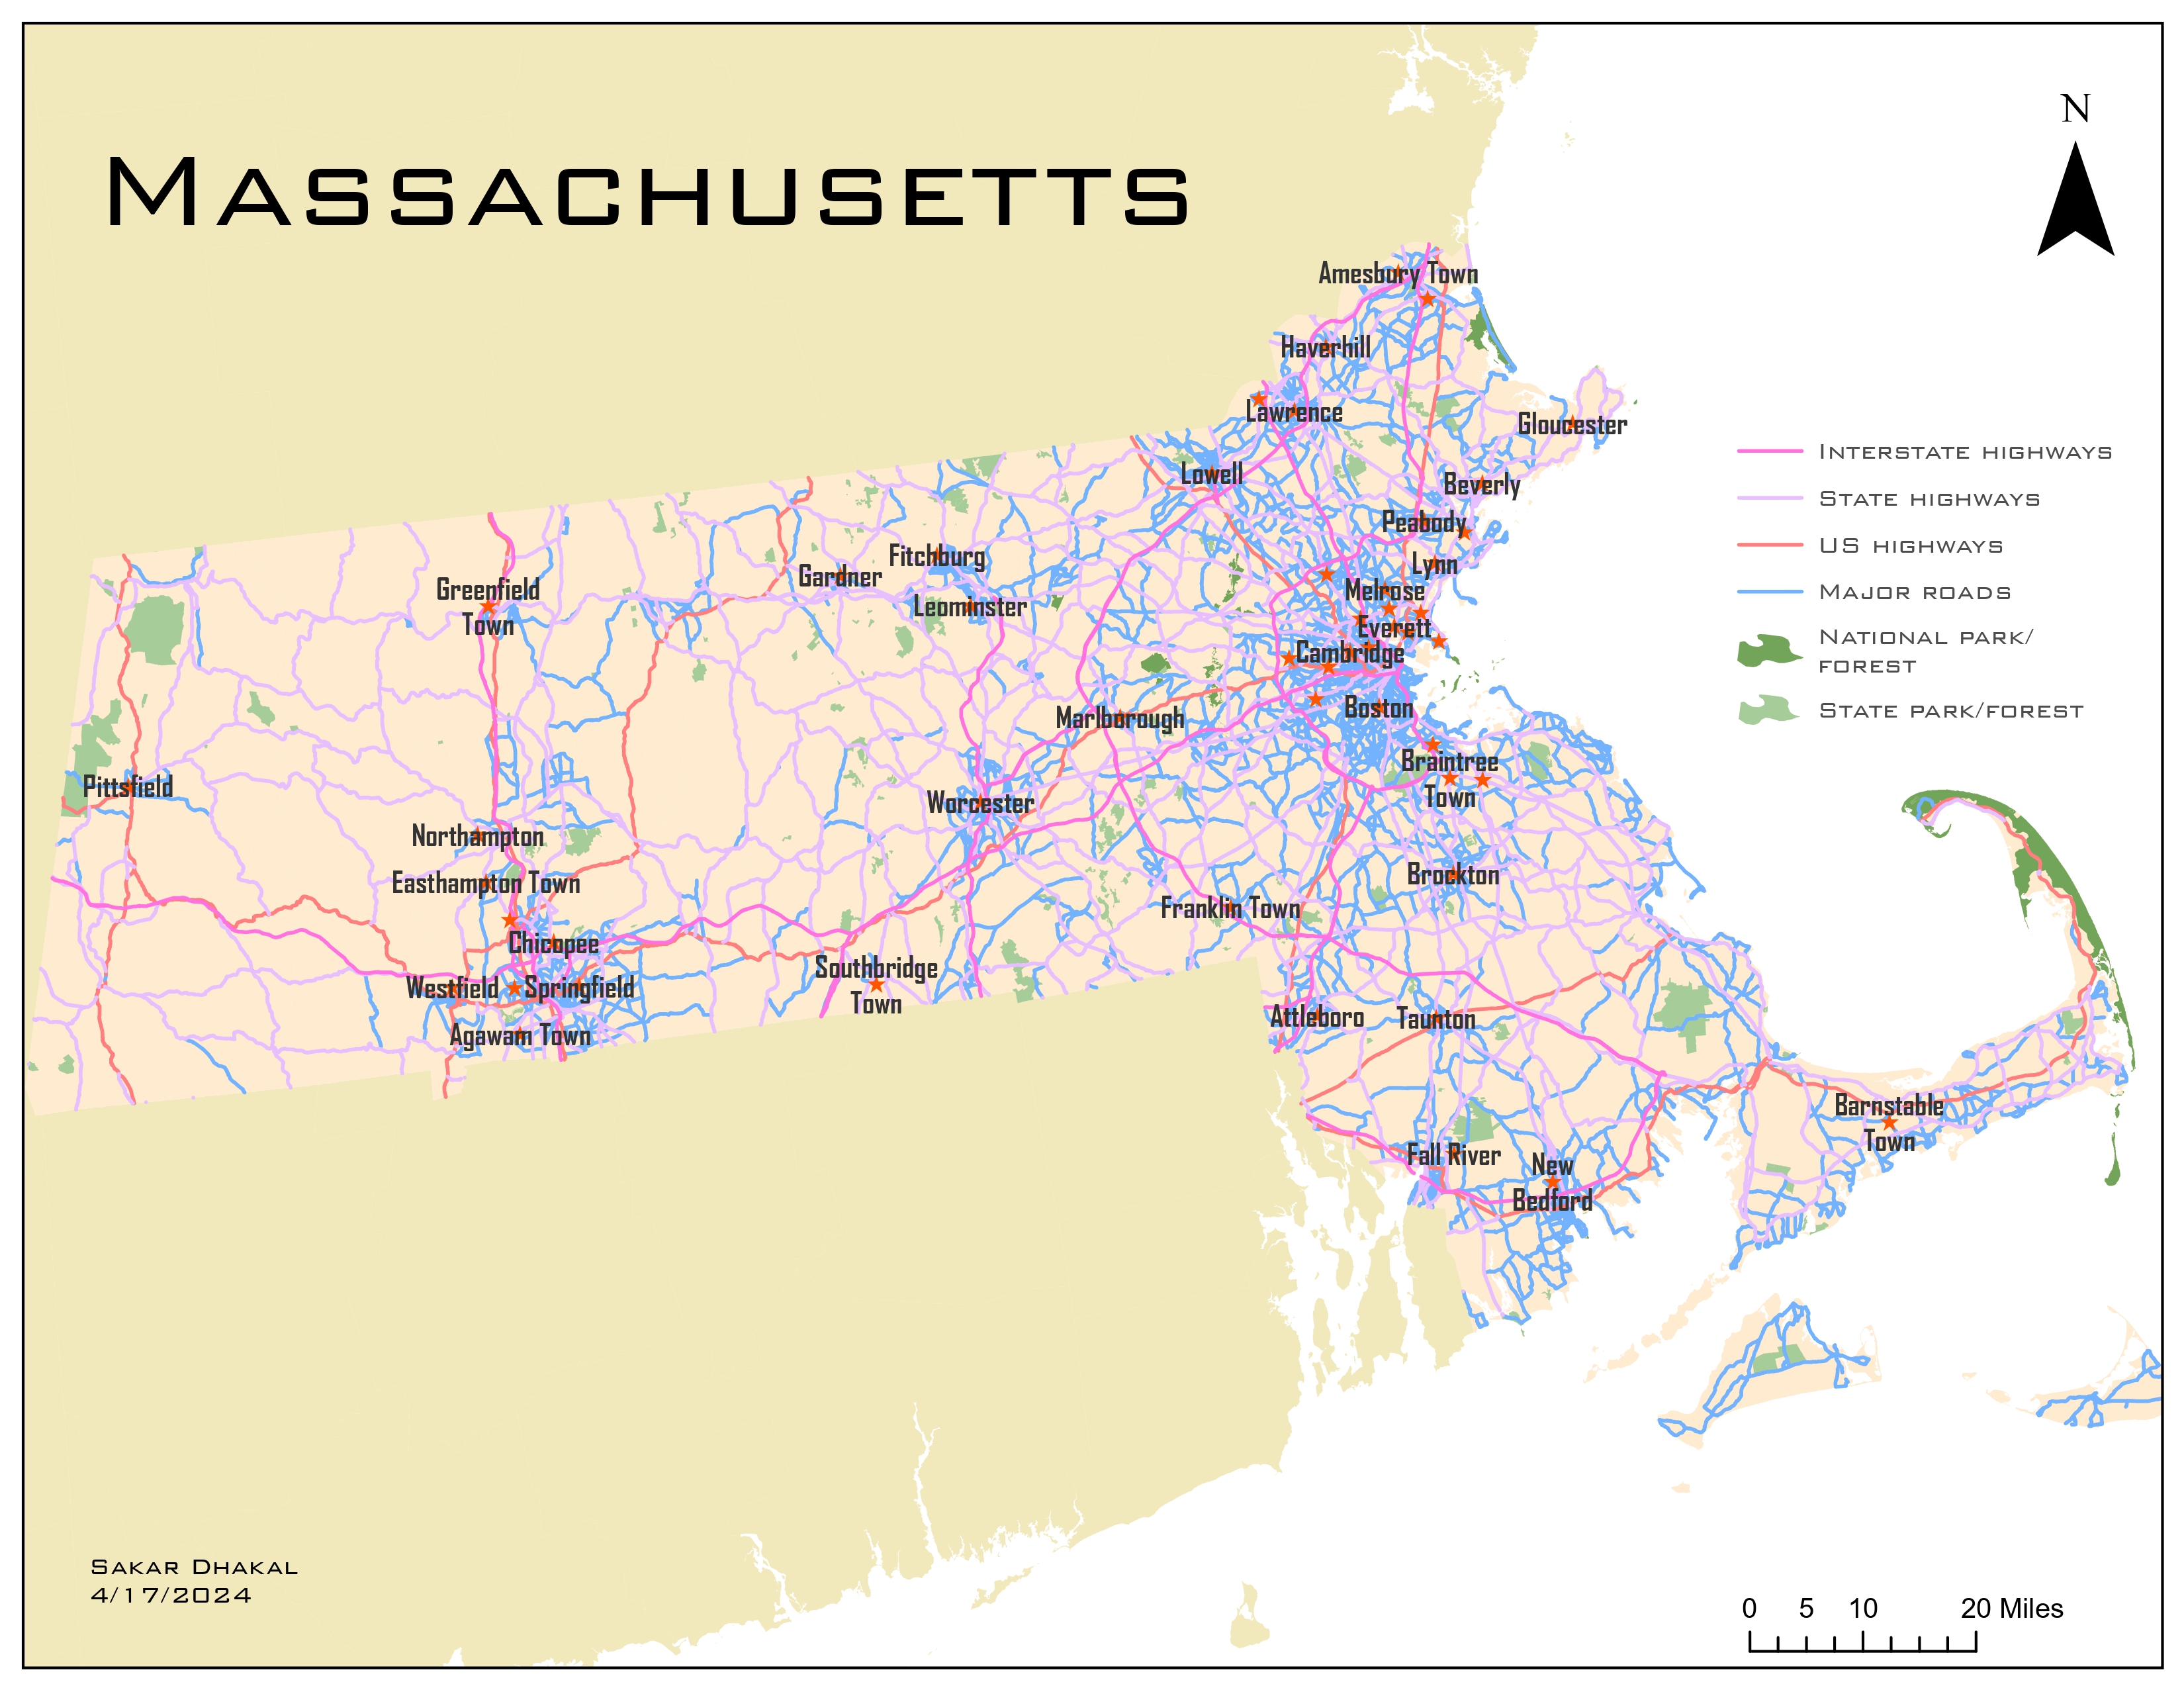 MASSACHUSETTS
N
Amesbury Town
Haverhill
Lawrence
Gloucester
INTERSTATE HIGHWAYS
Lowell
Beverly
STATE HIGHWAYS
Peabody
US HIGHWAYS
Fitchburg
Lynn
Gardner
Greenfield
Town
Melrose
MAJOR ROADS
Leominster
Everett
NATIONAL PARK/
FOREST
Cambridge
Marlborough
Boston
STATE PARK/FOREST
Braintree
Town
Pittsfield
Worcester
Northampton
Brockton
Easthampton Town
Franklin Town
Chicopee
Southbridge
Town
Westfield
Springfield
Attleboro
Taunton
Agawam Town
Barnstable
Town
Fall River
New
Bedford
SAKAR DHAKAL
4/17/2024
0 5 10 20 Miles